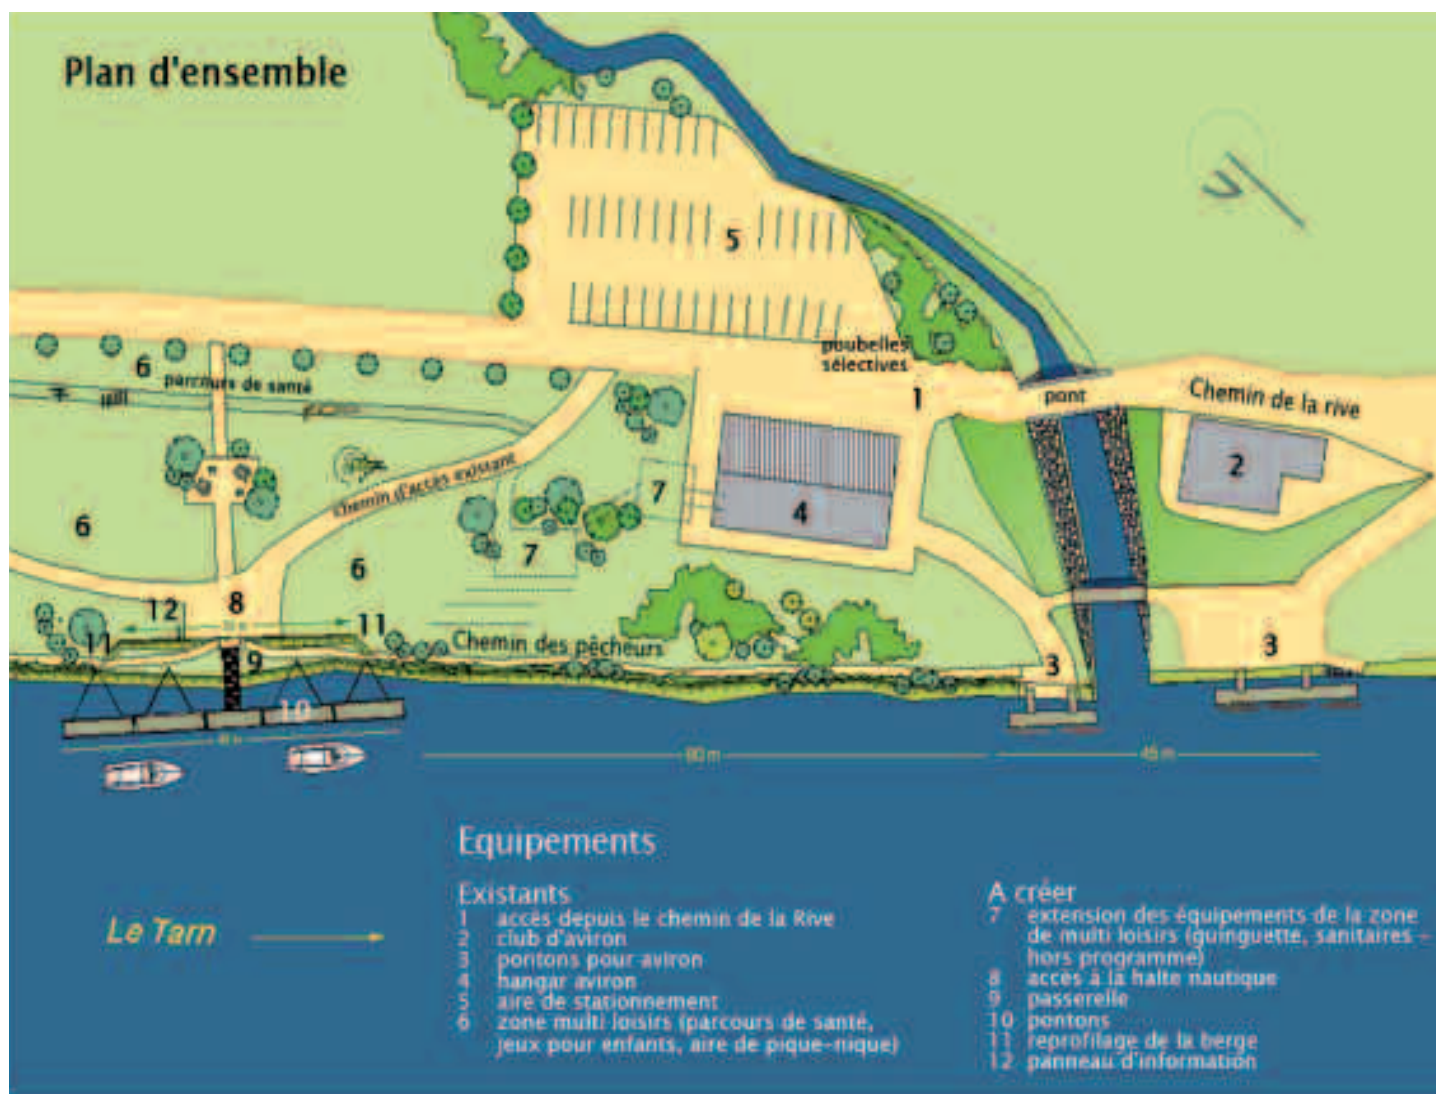 Plan d'ensemble
5
poubelles
sélectives
1
pont
Chemin de la rive
6
parcours de santé
2
Chemin d'accès existant
7
4
6
7
6
12
8
11
11
Chemin des pêcheurs
9
3
3
10
80 m
45 m
Equipements
Existants
1 accès depuis le chemin de la Rive
2 club d'aviron
3 pontons pour aviron
4 hangar aviron
5 aire de stationnement
6 zone multi loisirs (parcours de santé,
jeux pour enfants, aire de pique-nique)
A créer
7 extension des équipements de la zone
de multi loisirs (guinguette, sanitaires -
hors programme)
8 accès à la halte nautique
9 passerelle
10 pontons
11 reprofilage de la berge
12 panneau d'information
Le Tarn